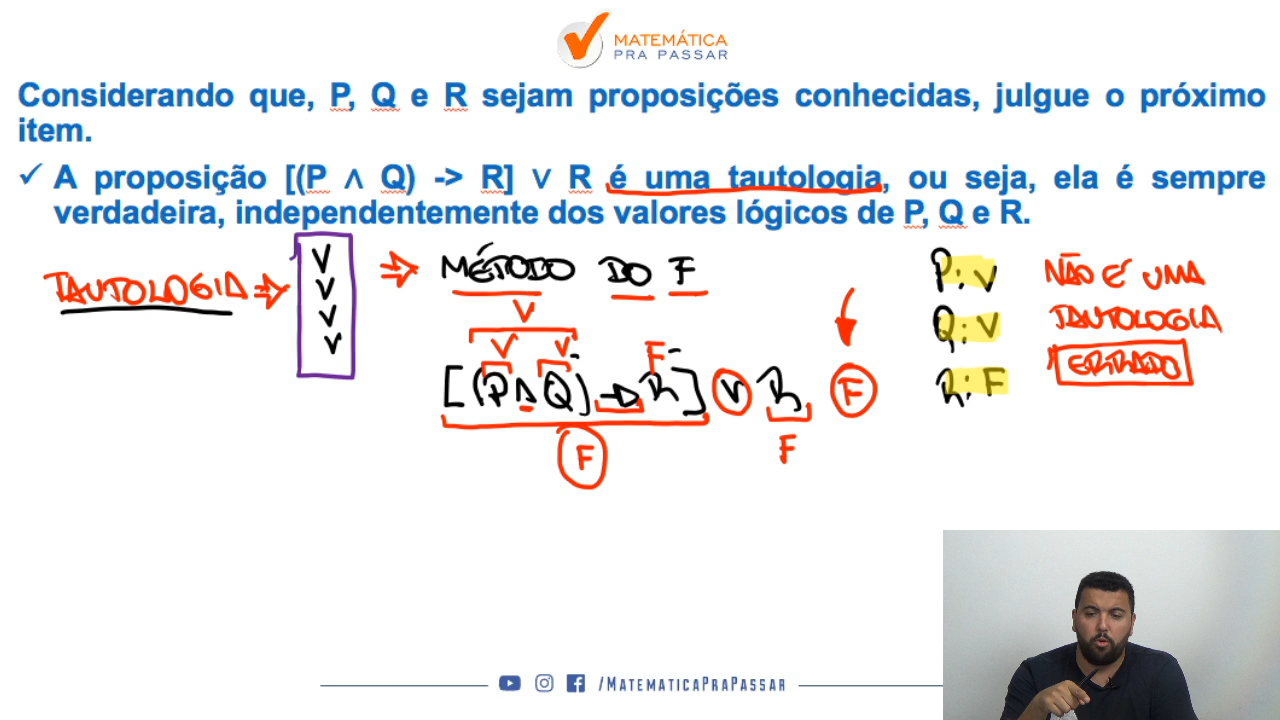 MATEMÁTICA
PRA PASSAR
Considerando que, P, Q e R sejam proposições conhecidas, julgue o próximo
item.
✓ A proposição [(P ∧ Q) -> R] ∨ R é uma tautologia, ou seja, ela é sempre
verdadeira, independentemente dos valores lógicos de P, Q e R.
TAUTOLOGIA ⇒
V
V
V
V
⇒ MÉTODO DO F
V
V V F
[(P ∧ Q) → R] ∨ R F
F F
P: V
Q: V
R: F
NÃO É UMA
TAUTOLOGIA
ERRADO
/MATEMATICAPRAPASSAR